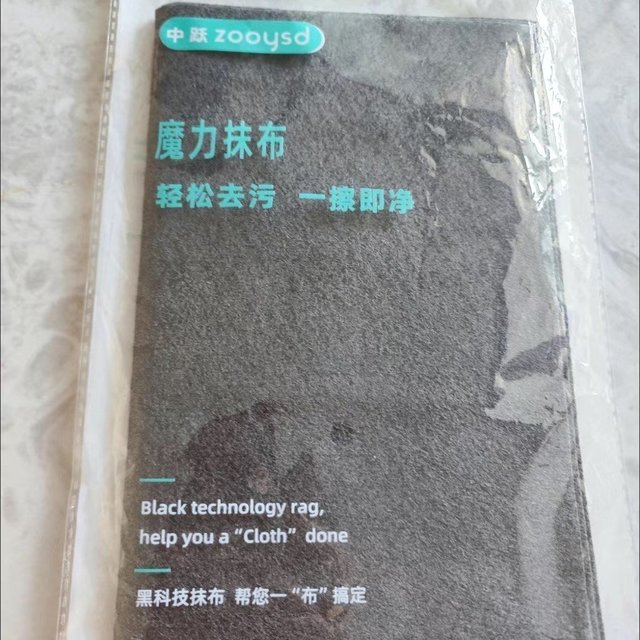 中跃 zooysd
魔力抹布
轻松去污 一擦即净
Black technology rag,
help you a “Cloth” done
黑科技抹布 帮您一“布”搞定